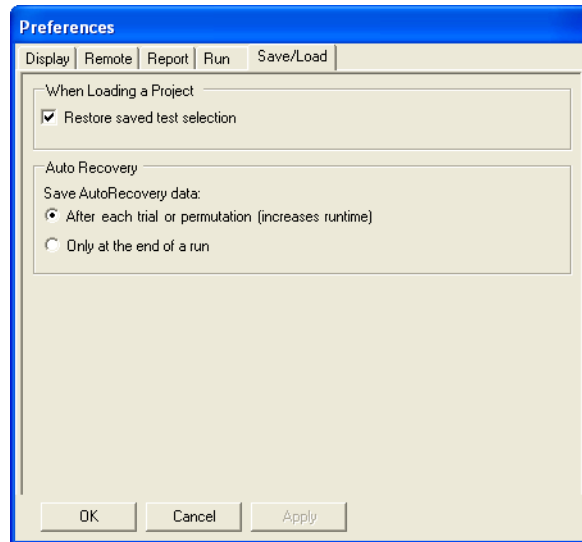 Preferences
Display Remote Report Run Save/Load
When Loading a Project
Restore saved test selection
Auto Recovery
Save AutoRecovery data:
After each trial or permutation (increases runtime)
Only at the end of a run
OK Cancel Apply